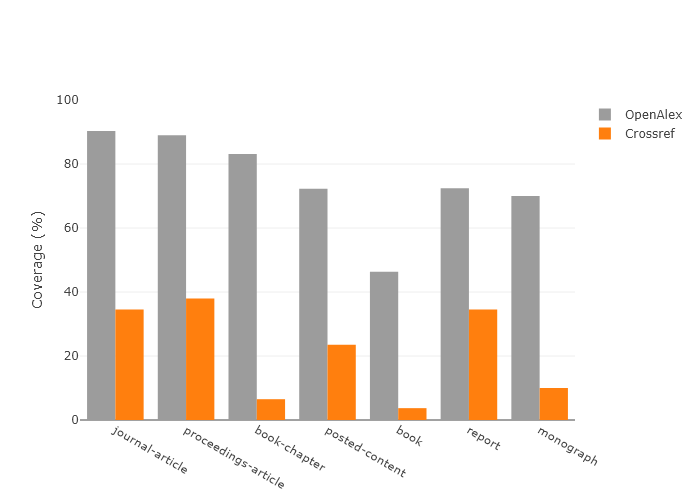 100
80
60
40
20
0
Coverage (%)
journal-article
proceedings-article
book-chapter
posted-content
book
report
monograph
OpenAlex
Crossref